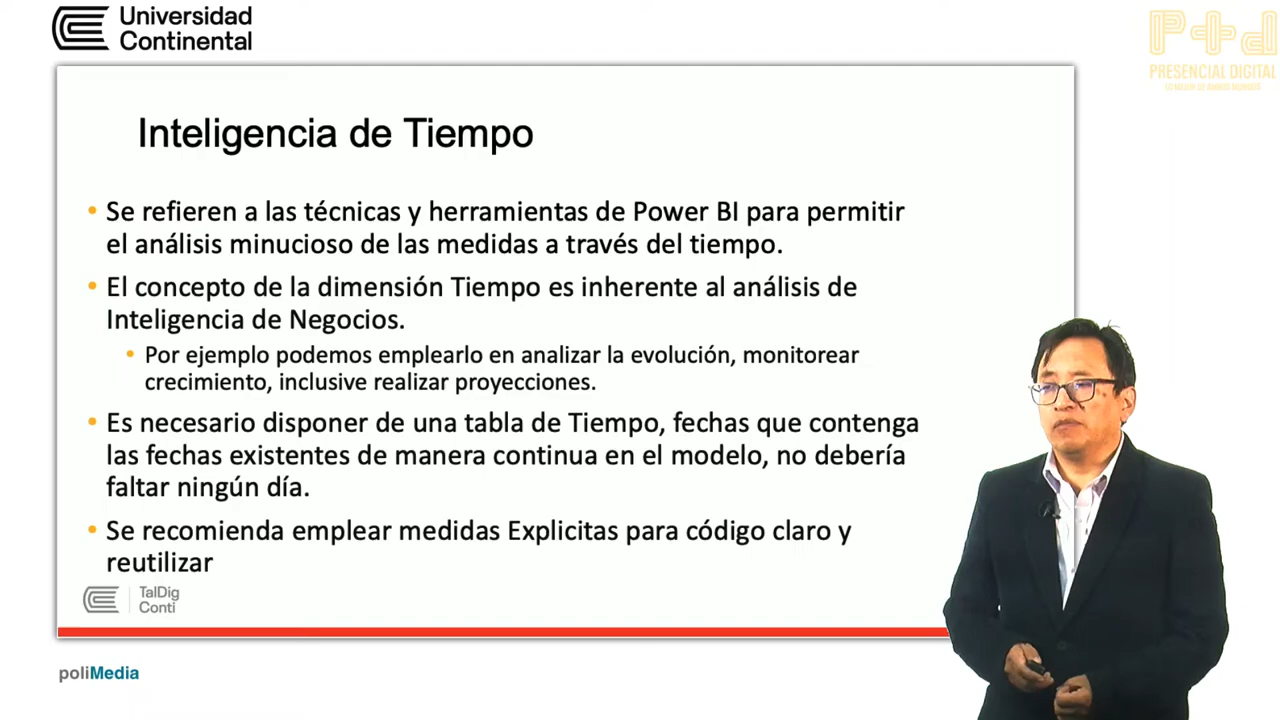 Universidad
Continental
P+d
PRESENCIAL DIGITAL
Inteligencia de Tiempo
• Se refieren a las técnicas y herramientas de Power BI para permitir
el análisis minucioso de las medidas a través del tiempo.
• El concepto de la dimensión Tiempo es inherente al análisis de
Inteligencia de Negocios.
• Por ejemplo podemos emplearlo en analizar la evolución, monitorear
crecimiento, inclusive realizar proyecciones.
• Es necesario disponer de una tabla de Tiempo, fechas que contenga
las fechas existentes de manera continua en el modelo, no debería
faltar ningún día.
• Se recomienda emplear medidas Explicitas para código claro y
reutilizar
TalDig
Conti
poliMedia